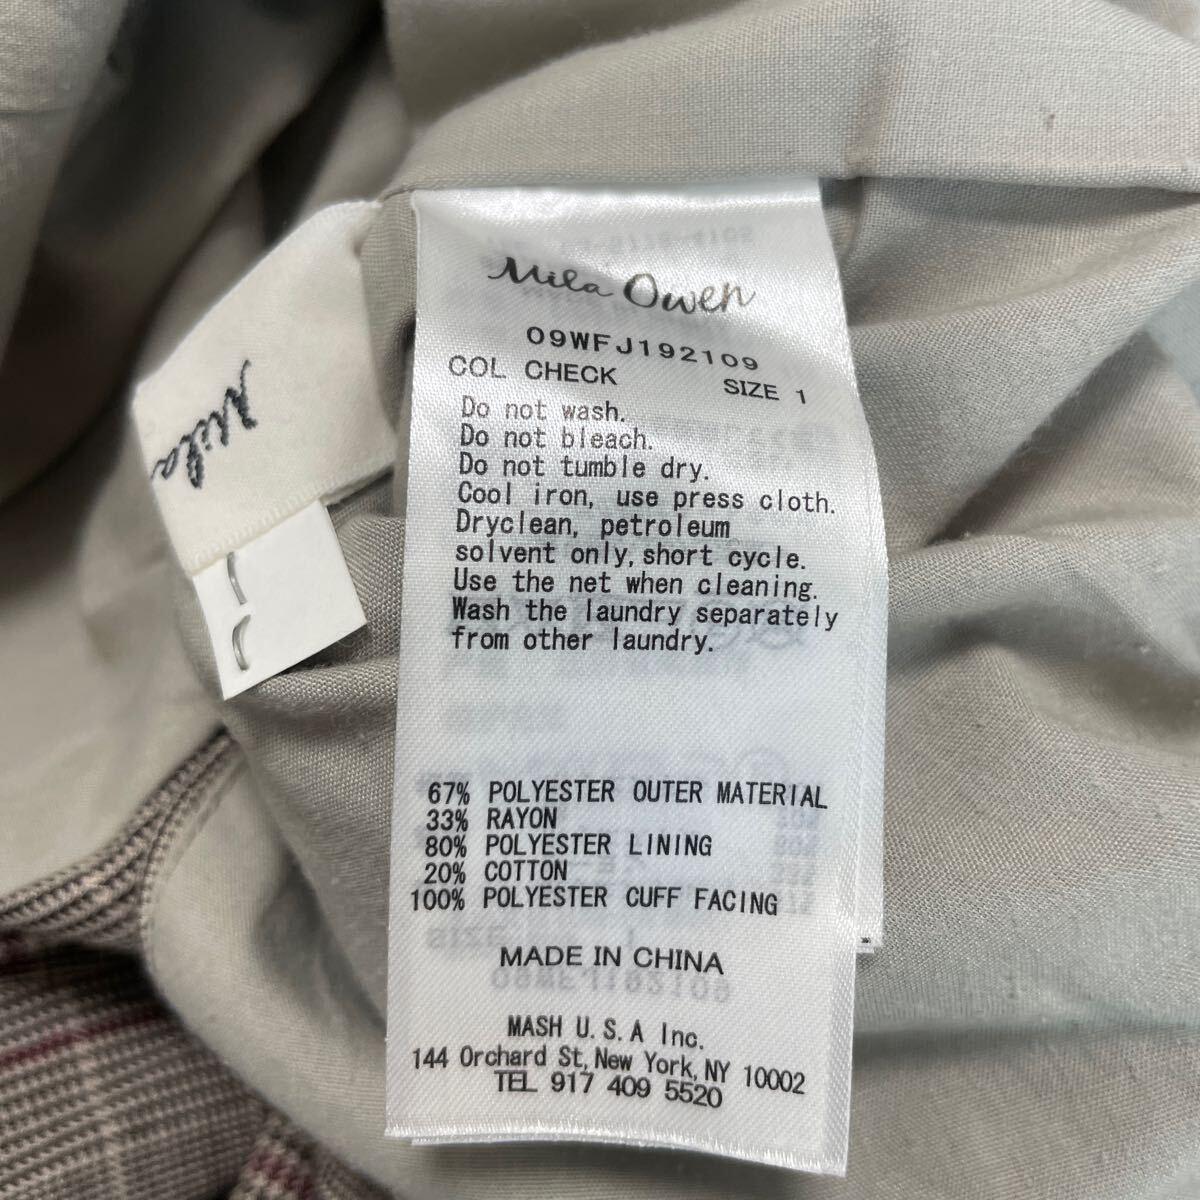 Mila Owen
09WFJ192109
COL CHECK SIZE 1
Do not wash.
Do not bleach.
Do not tumble dry.
Cool iron, use press cloth.
Dryclean, petroleum
solvent only, short cycle.
Use the net when cleaning.
Wash the laundry separately
from other laundry.
67% POLYESTER OUTER MATERIAL
33% RAYON
80% POLYESTER LINING
20% COTTON
100% POLYESTER CUFF FACING
MADE IN CHINA
MASH U.S.A Inc.
144 Orchard St, New York, NY 10002
TEL 917 409 5520
Mila